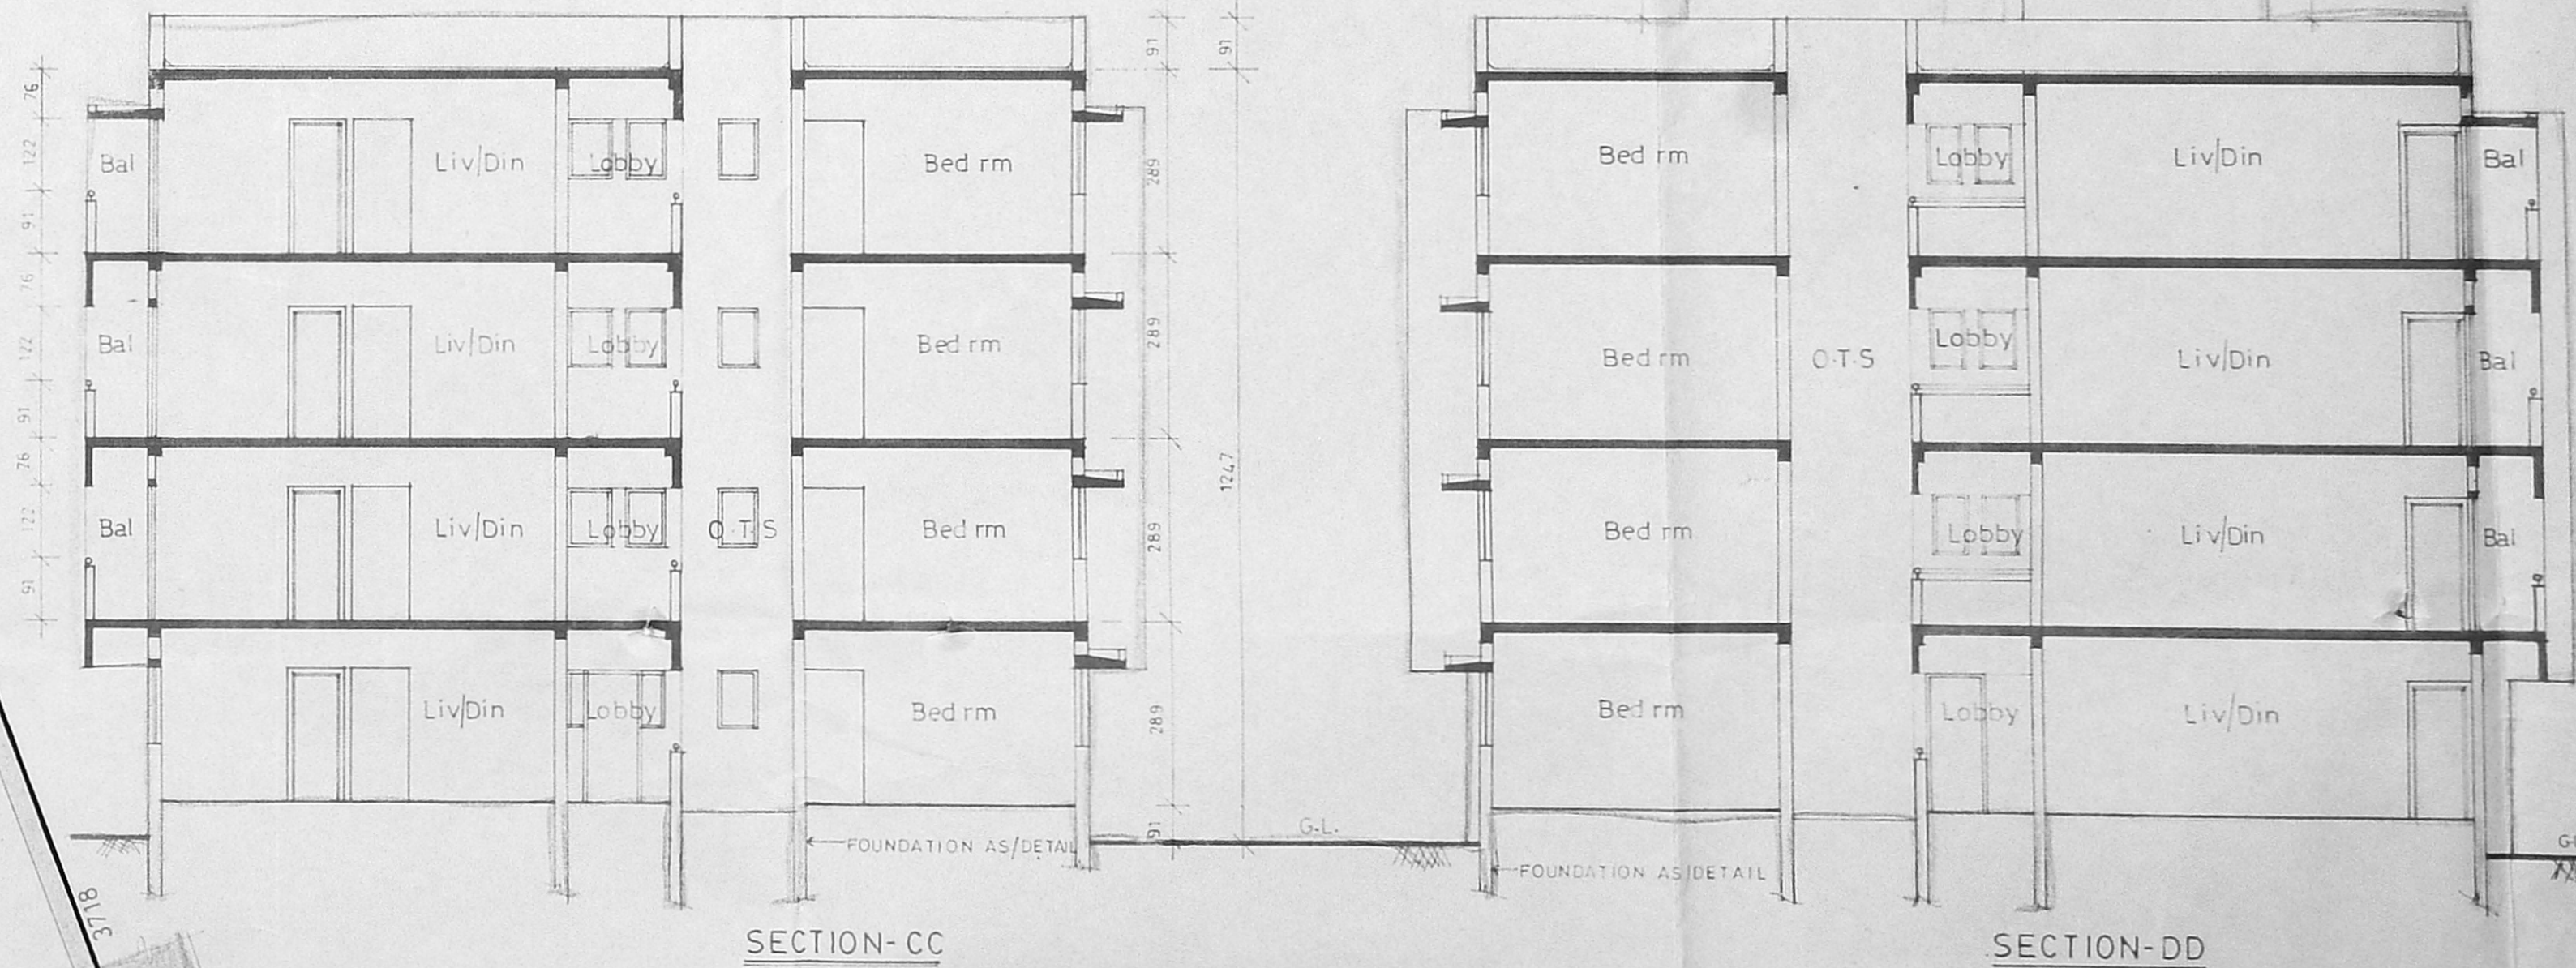 91
91
76
122
Bal
Liv/Din
Lobby
Bed rm
289
Bed rm
Lobby
Liv/Din
Bal
91
76
122
Bal
Liv/Din
Lobby
Bed rm
289
Bed rm
O.T.S
Lobby
Liv/Din
Bal
91
76
1247
122
Bal
Liv/Din
Lobby
O.T.S
Bed rm
289
Bed rm
Lobby
Liv/Din
Bal
91
Liv/Din
Lobby
Bed rm
289
Bed rm
Lobby
Liv/Din
91
G.L.
FOUNDATION AS/DETAIL
FOUNDATION AS/DETAIL
3718
SECTION-CC
SECTION-DD